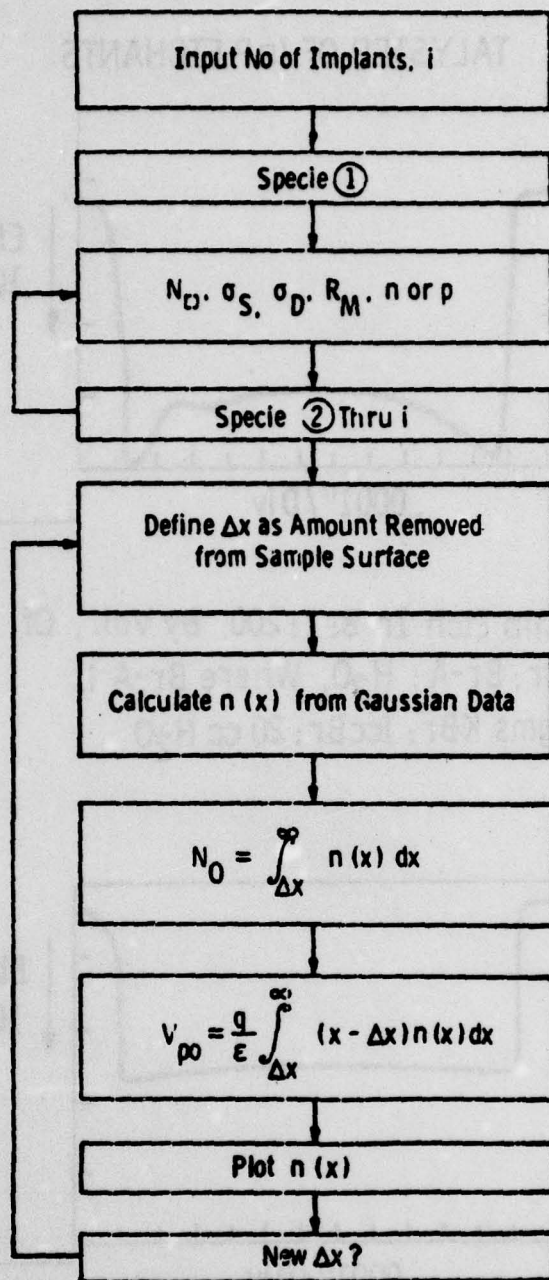 Input No of Implants, i
Specie ①
N▯, σS, σD, RM, n or p
Specie ② Thru i
Define Δx as Amount Removed
from Sample Surface
Calculate n (x) from Gaussian Data
N0 = ∫Δx∞ n (x) dx
Vpo = q/ε ∫Δx∞ (x - Δx) n (x) dx
Plot n (x)
New Δx ?